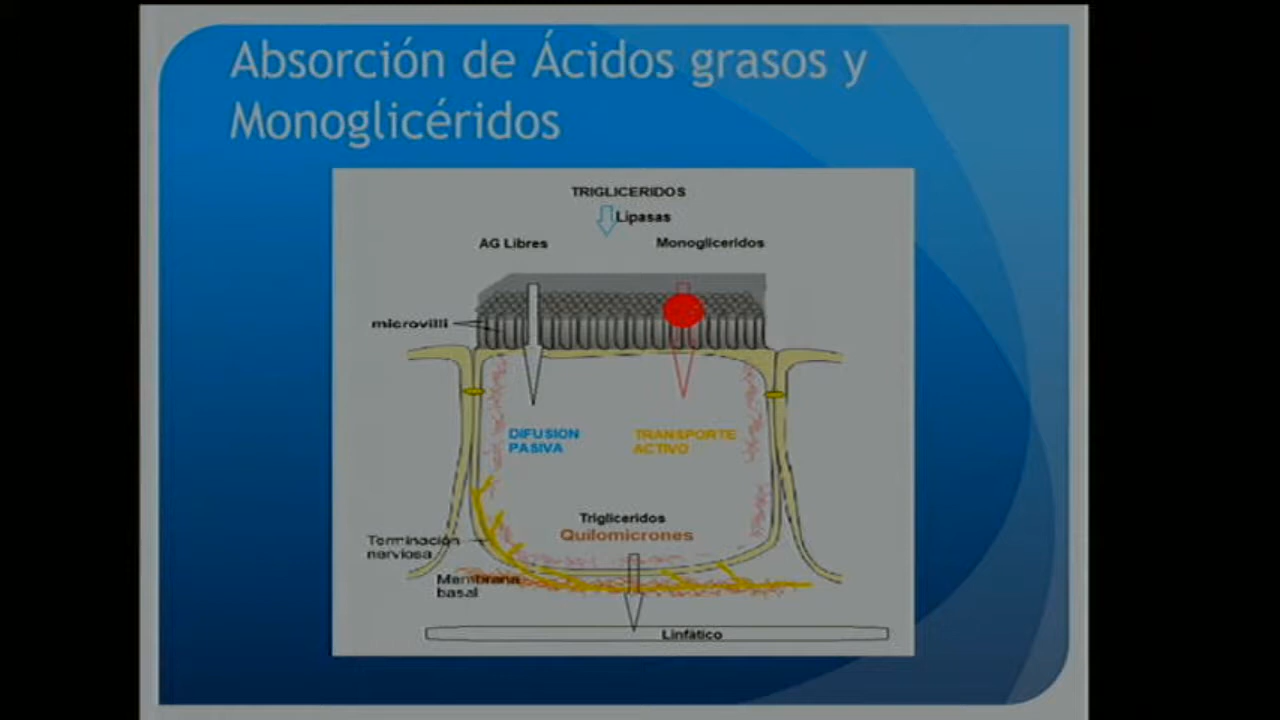 Absorción de Ácidos grasos y
Monoglicéridos
TRIGLICERIDOS
Lipasas
AG Libres
Monogliceridos
microvilli
DIFUSION
PASIVA
TRANSPORTE
ACTIVO
Trigliceridos
Quilomicrones
Terminación
nerviosa
Membrana
basal
Linfático